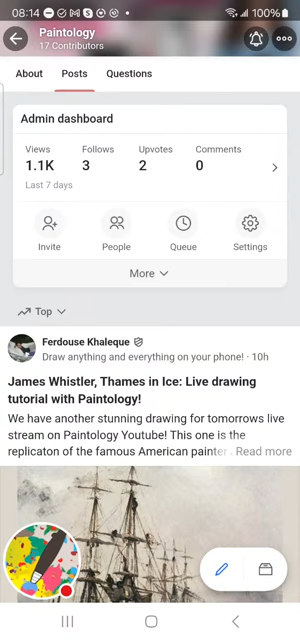 08:14 100%
Paintology
17 Contributors
About Posts Questions
Admin dashboard
Views Follows Upvotes Comments
1.1K 3 2 0
Last 7 days
Invite People Queue Settings
More
Top
Ferdouse Khaleque
Draw anything and everything on your phone! · 10h
James Whistler, Thames in Ice: Live drawing
tutorial with Paintology!
We have another stunning drawing for tomorrows live
stream on Paintology Youtube! This one is the
replicaton of the famous American painter . Read more